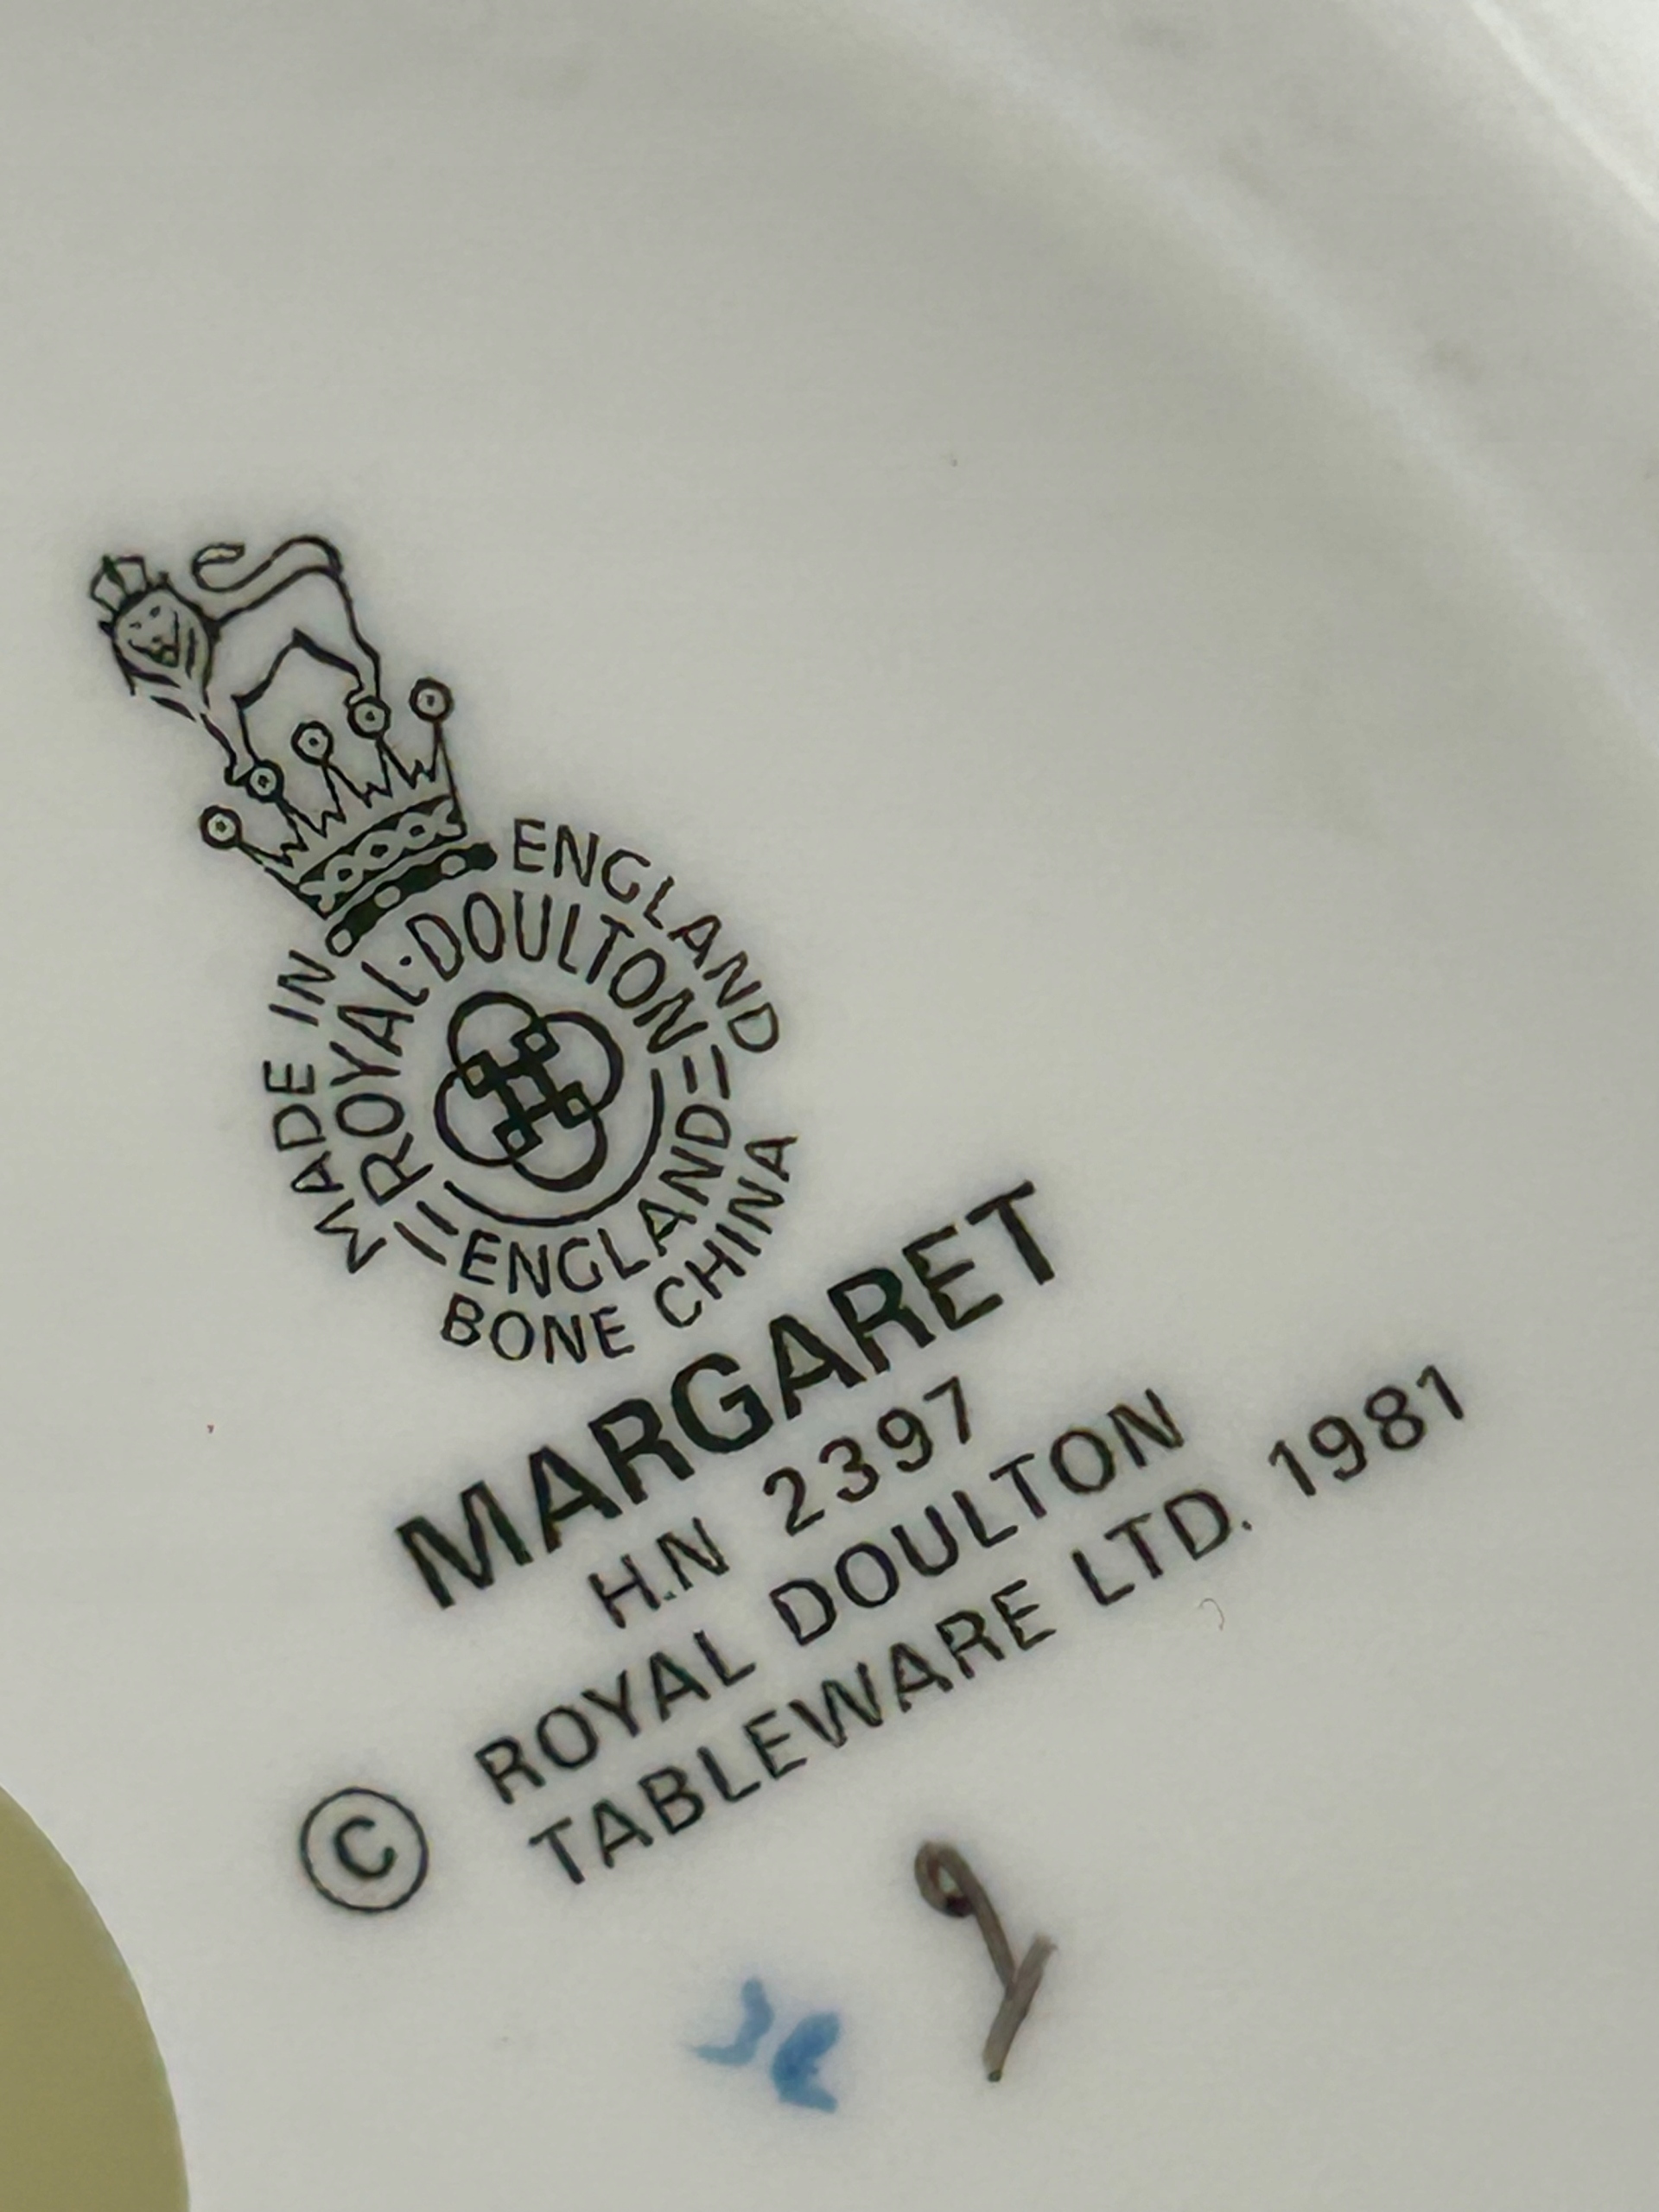 MADE IN ENGLAND
ROYAL·DOULTON
ENGLAND
BONE CHINA
MARGARET
H.N 2397
© ROYAL DOULTON
TABLEWARE LTD. 1981